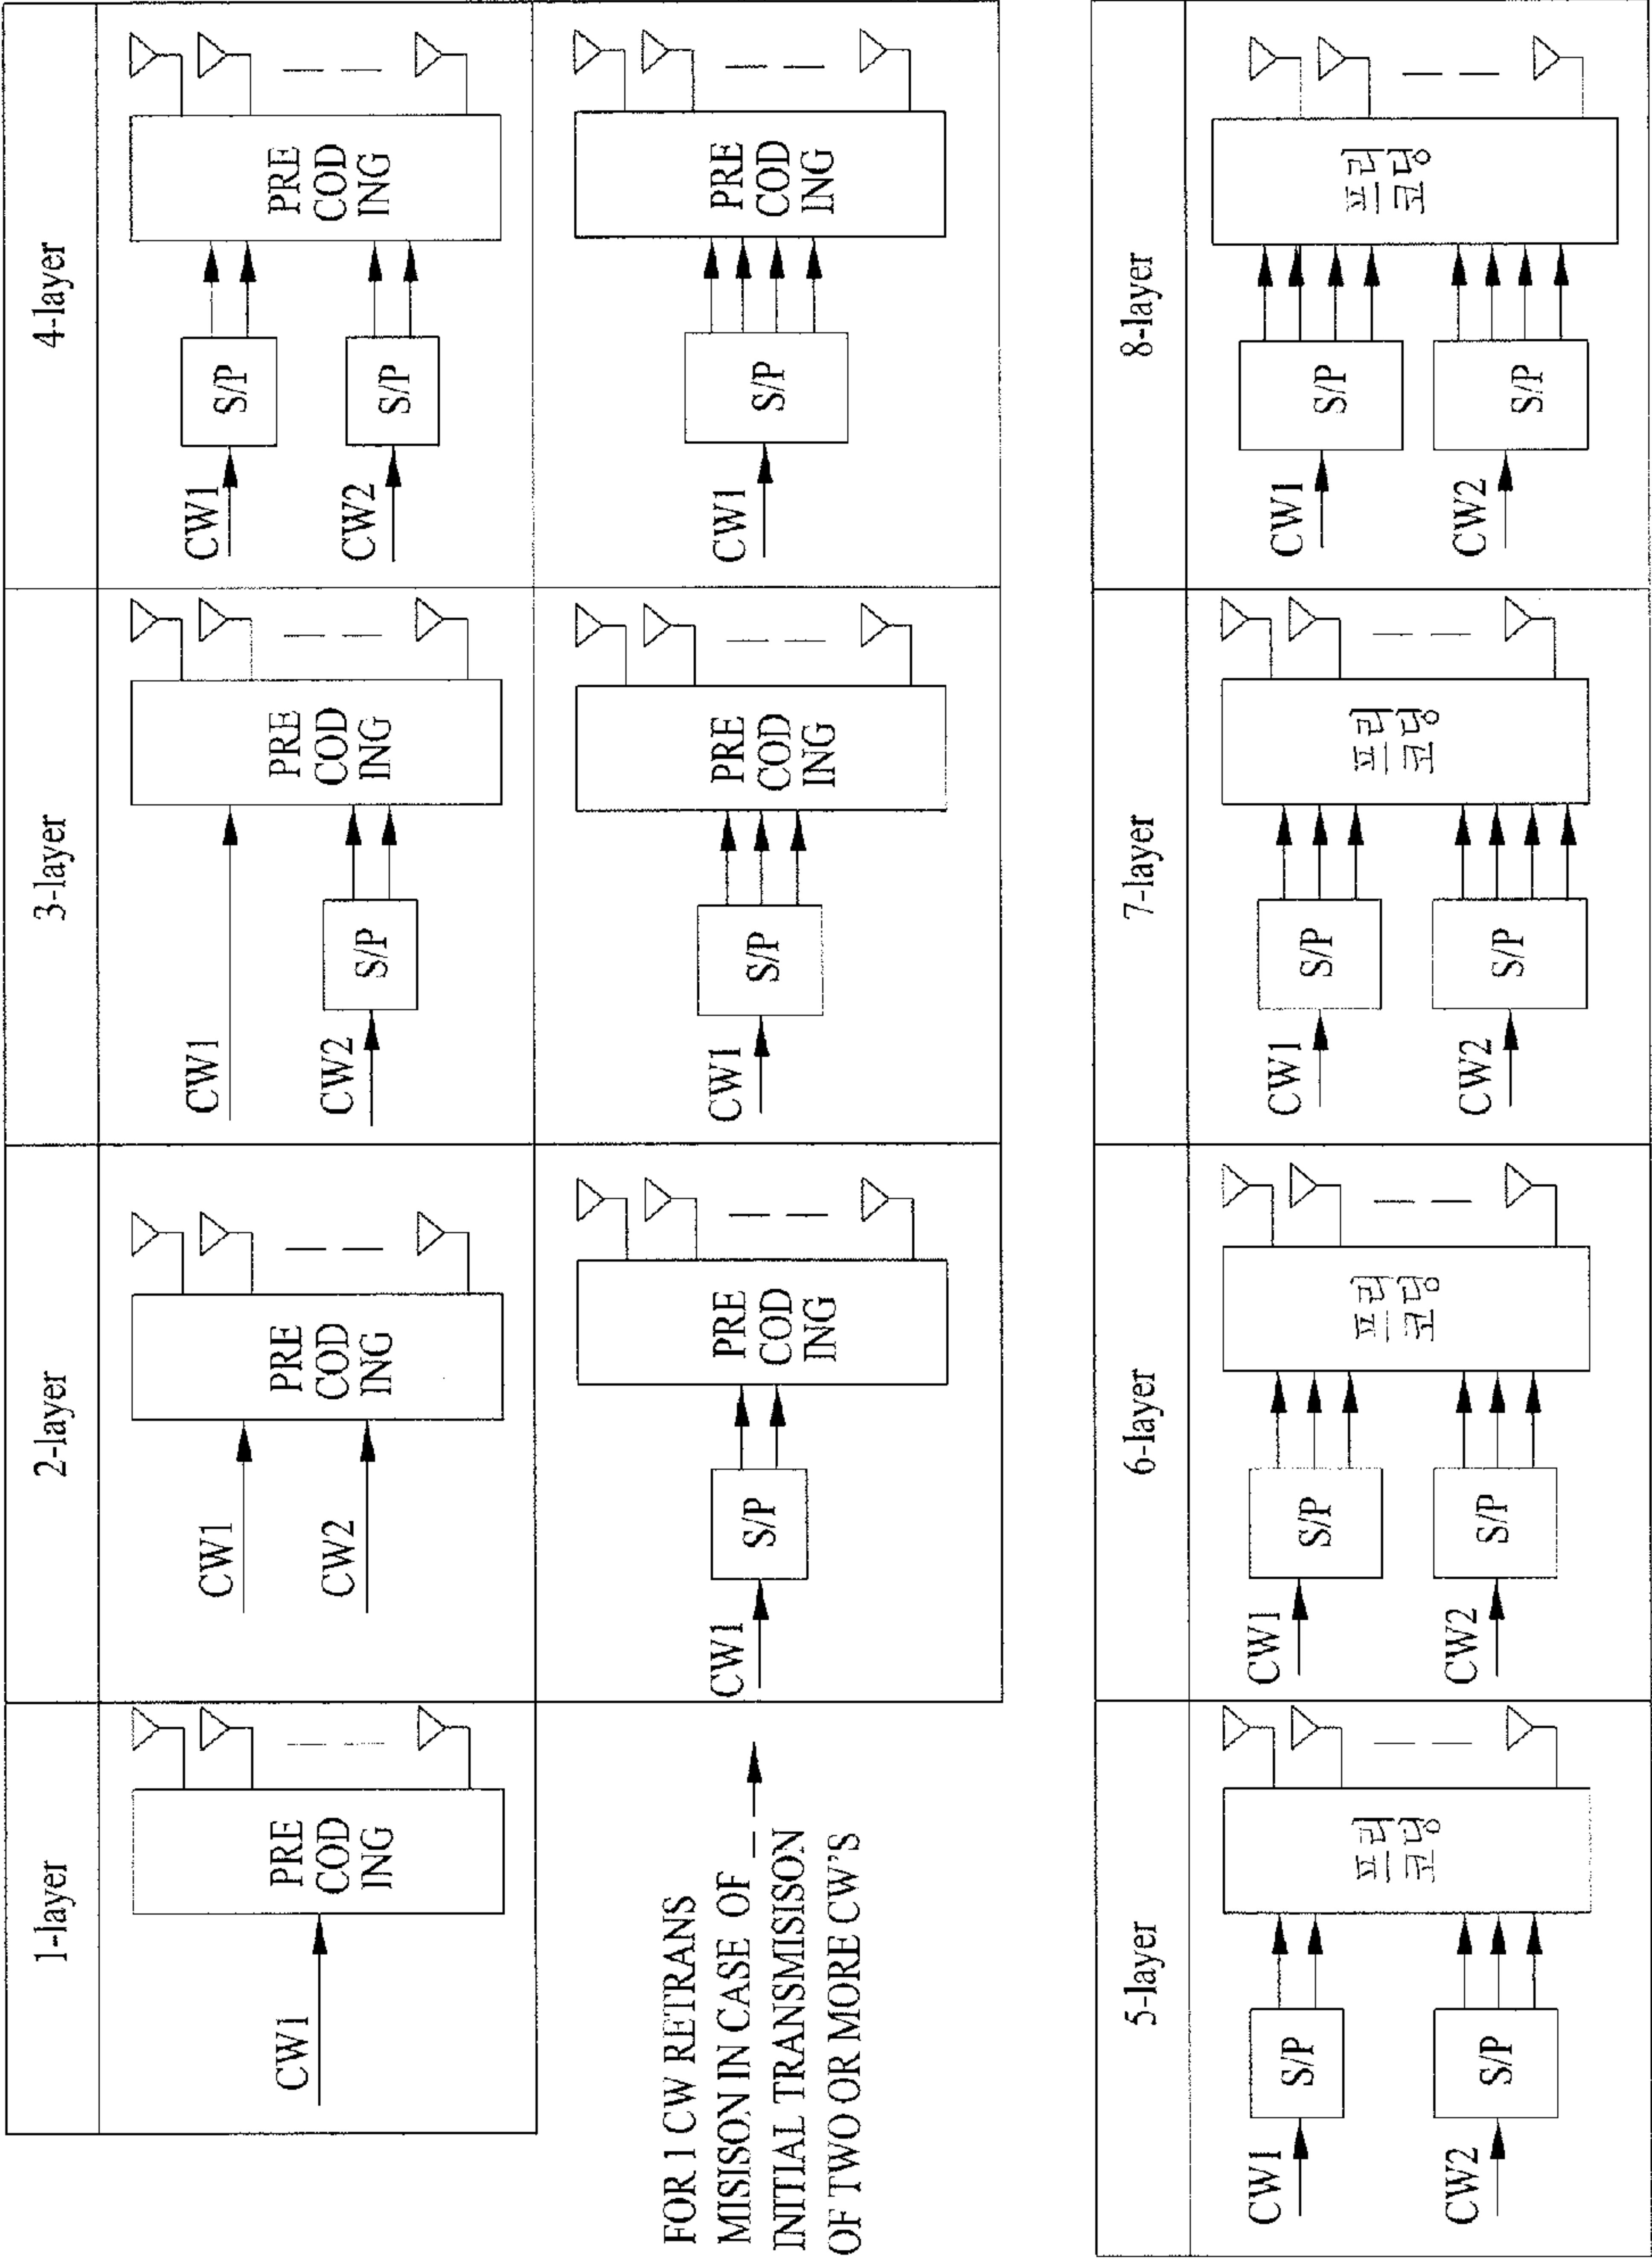 1-layer
2-layer
3-layer
4-layer
CW1
PRE
COD
ING
CW1
CW2
PRE
COD
ING
CW1
CW2
S/P
PRE
COD
ING
CW1
CW2
S/P
S/P
PRE
COD
ING
FOR 1 CW RETRANS
MISISON IN CASE OF
INITIAL TRANSMISISON
OF TWO OR MORE CW'S
CW1
S/P
PRE
COD
ING
CW1
S/P
PRE
COD
ING
CW1
S/P
PRE
COD
ING
5-layer
6-layer
7-layer
8-layer
CW1
CW2
S/P
S/P
프리
코딩
CW1
CW2
S/P
S/P
프리
코딩
CW1
CW2
S/P
S/P
프리
코딩
CW1
CW2
S/P
S/P
프리
코딩